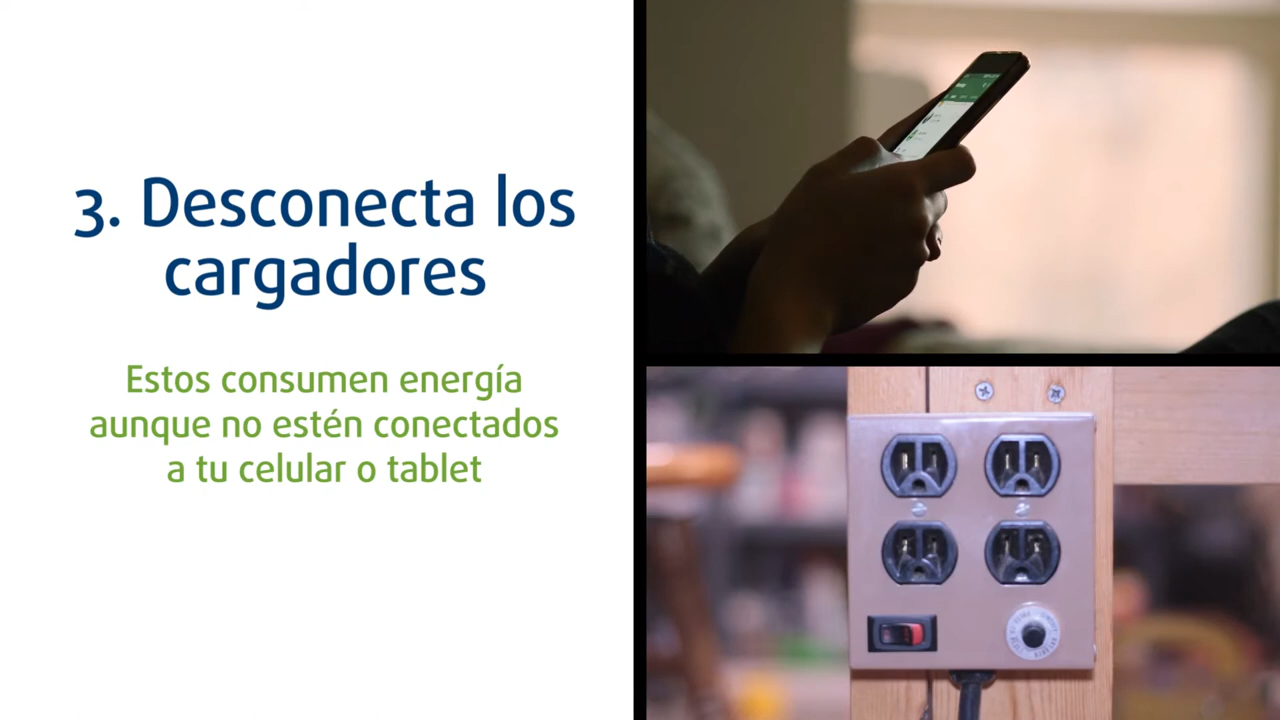 3. Desconecta los
cargadores
Estos consumen energía
aunque no estén conectados
a tu celular o tablet